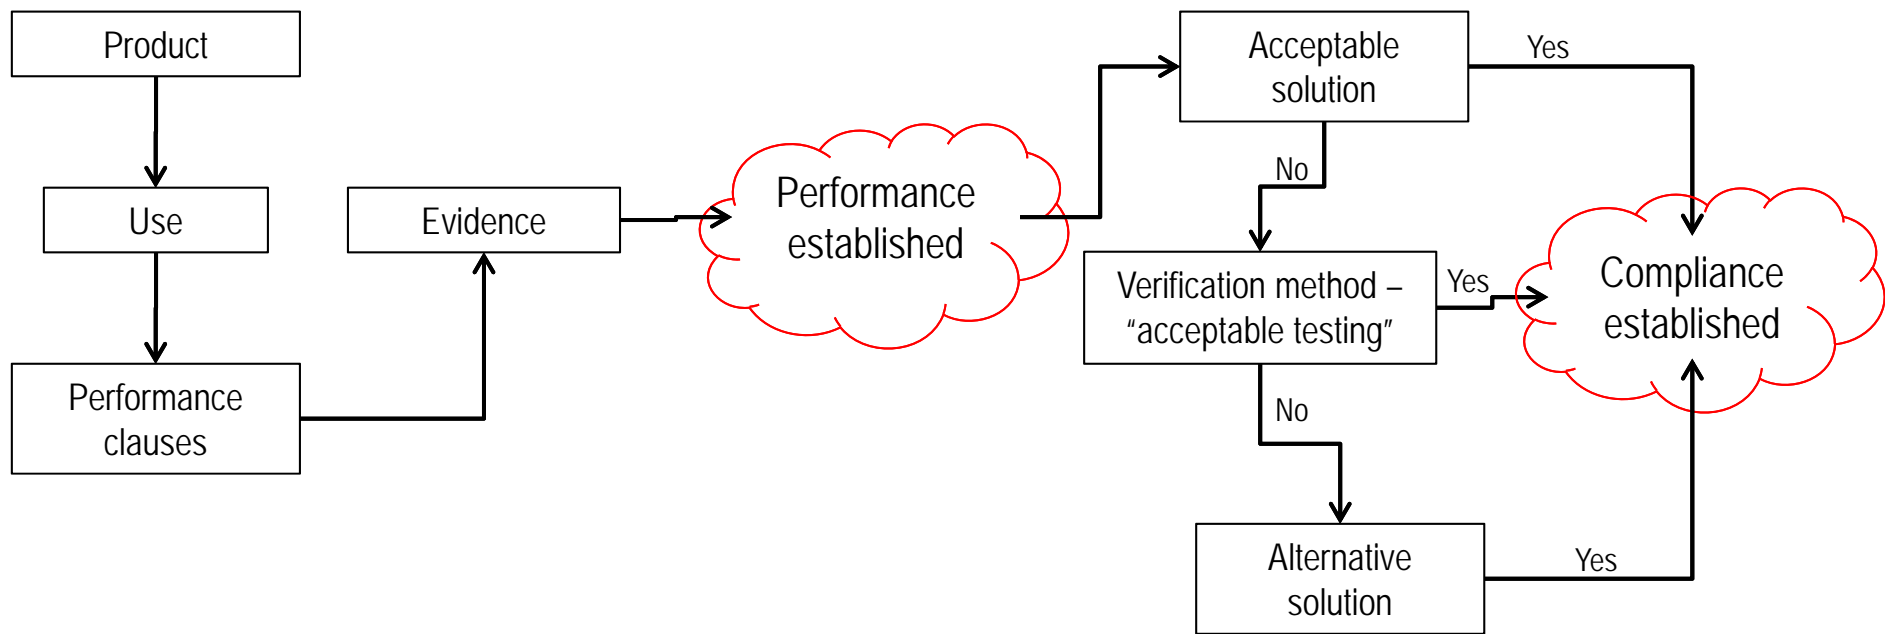 Product
Use
Performance
clauses
Evidence
Performance
established
Acceptable
solution
Yes
No
Verification method –
“acceptable testing”
Yes
No
Alternative
solution
Yes
Compliance
established